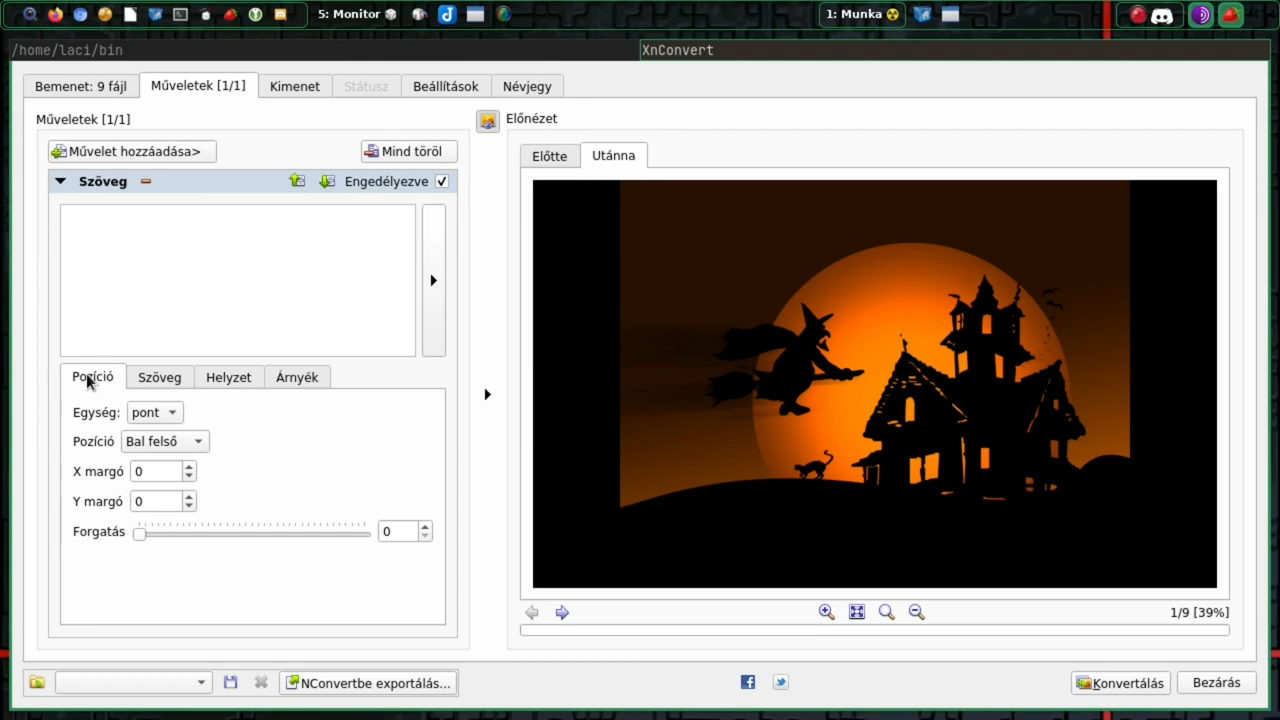 5: Monitor
1: Munka
/home/laci/bin
XnConvert
Bemenet: 9 fájl
Műveletek [1/1]
Kimenet
Státusz
Beállítások
Névjegy
Műveletek [1/1]
Előnézet
Művelet hozzáadása>
Mind töröl
Előtte
Utánna
Szöveg
Engedélyezve
Pozíció
Szöveg
Helyzet
Árnyék
Egység:
pont
Pozíció
Bal felső
X margó
0
Y margó
0
Forgatás
0
1/9 [39%]
NConvertbe exportálás...
Konvertálás
Bezárás